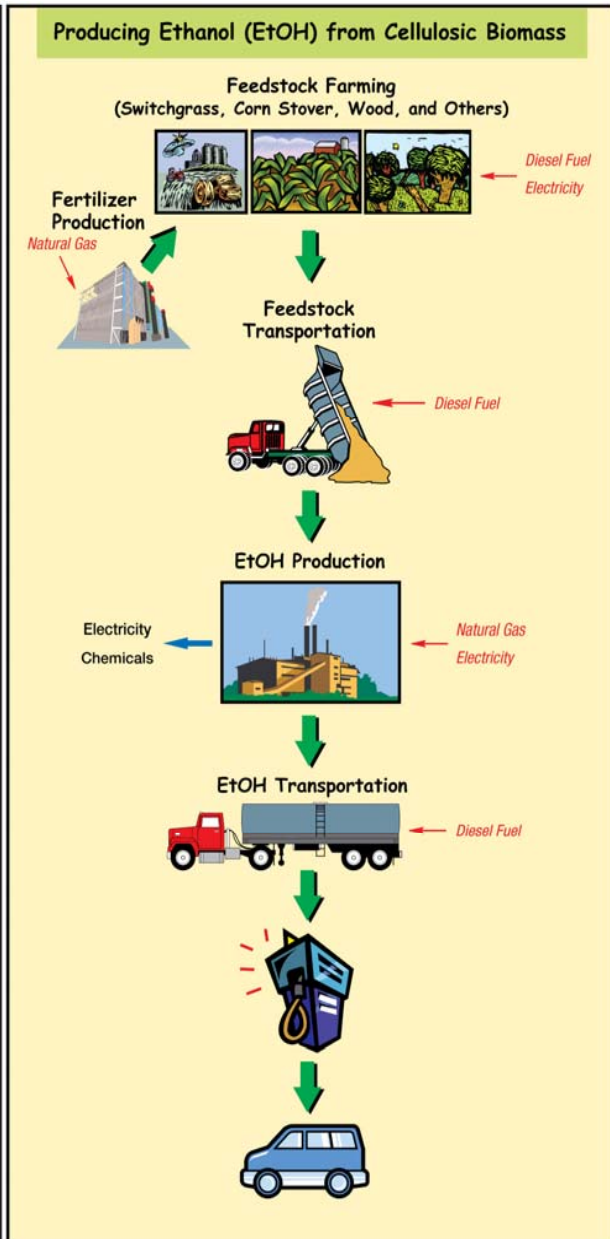 Producing Ethanol (EtOH) from Cellulosic Biomass
Feedstock Farming
(Switchgrass, Corn Stover, Wood, and Others)
Diesel Fuel
Electricity
Fertilizer
Production
Natural Gas
Feedstock
Transportation
Diesel Fuel
EtOH Production
Electricity
Chemicals
Natural Gas
Electricity
EtOH Transportation
Diesel Fuel